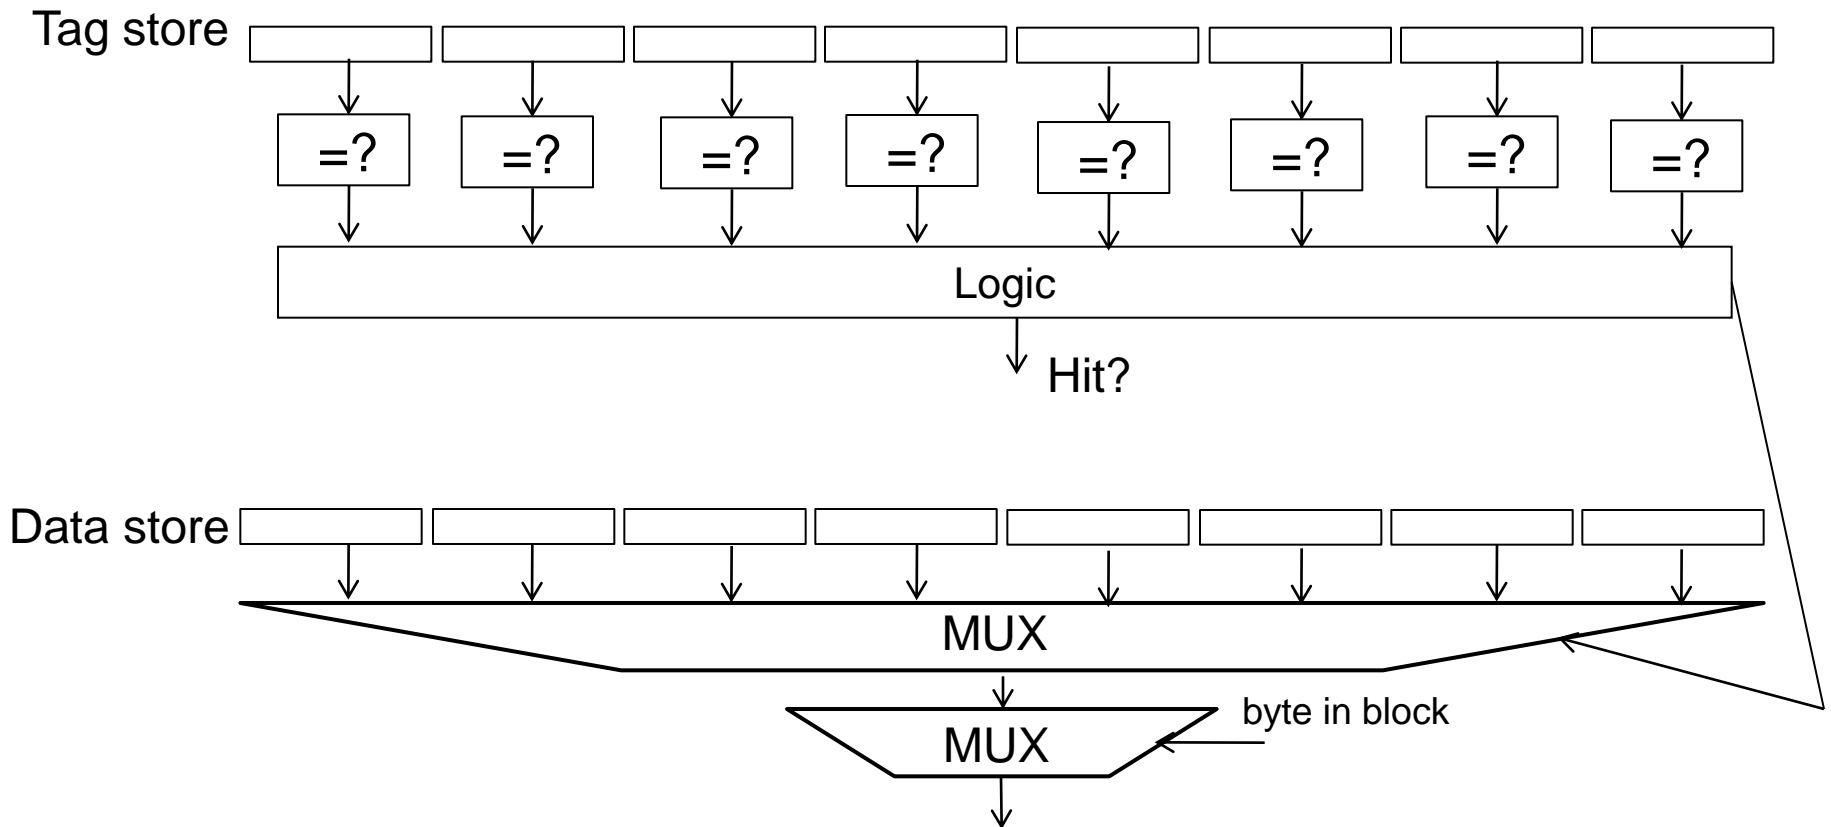 Tag store
=? =? =? =? =? =? =? =?
Logic
Hit?
Data store
MUX
byte in block
MUX